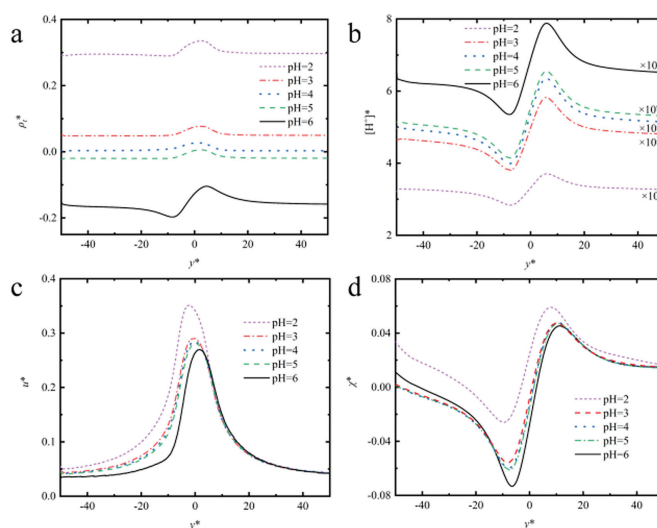 a
0.4
0.2
0.0
-0.2
ρ
*
-40
-20
0
20
40
y*
pH=2
pH=3
pH=4
pH=5
pH=6
b
8
6
4
2
[H⁺]*
-40
-20
0
20
40
y*
pH=2
pH=3
pH=4
pH=5
pH=6
×10
×10
×10
×10
c
0.4
0.3
0.2
0.1
0.0
u*
-40
-20
0
20
40
y*
pH=2
pH=3
pH=4
pH=5
pH=6
d
0.08
0.04
0.00
-0.04
-0.08
χ*
-40
-20
0
20
40
y*
pH=2
pH=3
pH=4
pH=5
pH=6